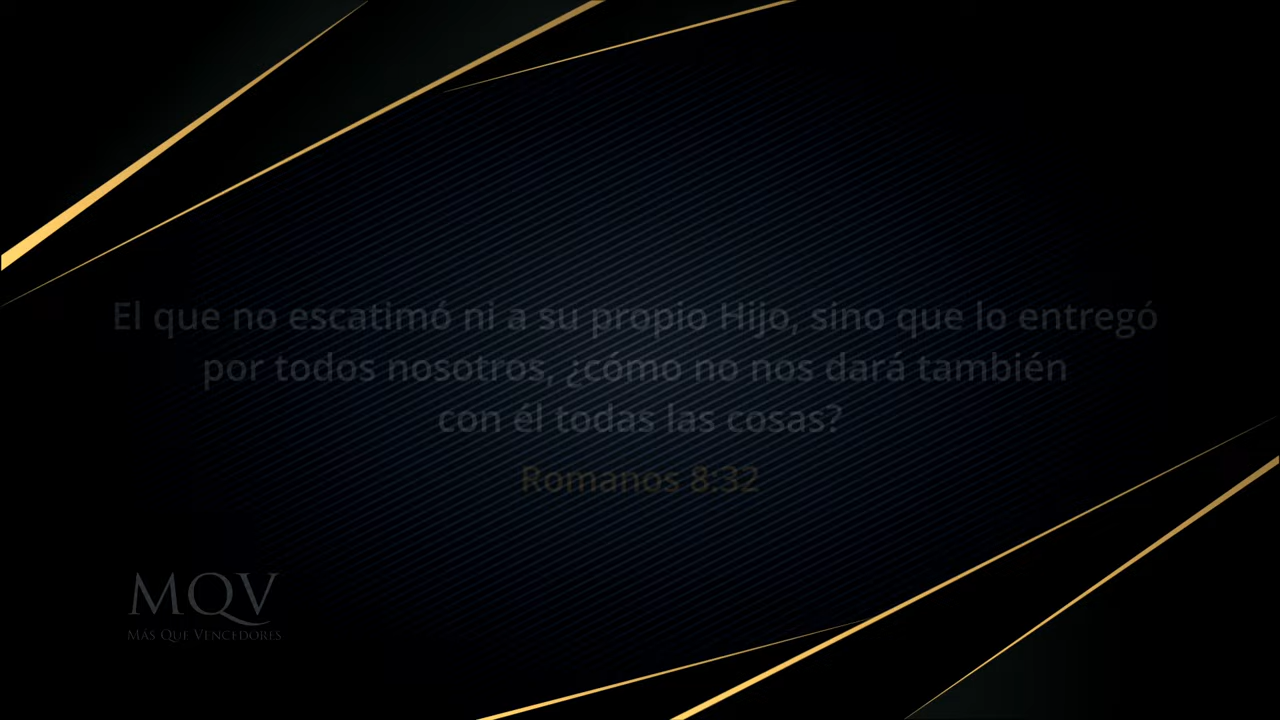 El que no escatimó ni a su propio Hijo, sino que lo entregó
por todos nosotros, ¿cómo no nos dará también
con él todas las cosas?
Romanos 8:32
MQV
MÁS QUE VENCEDORES